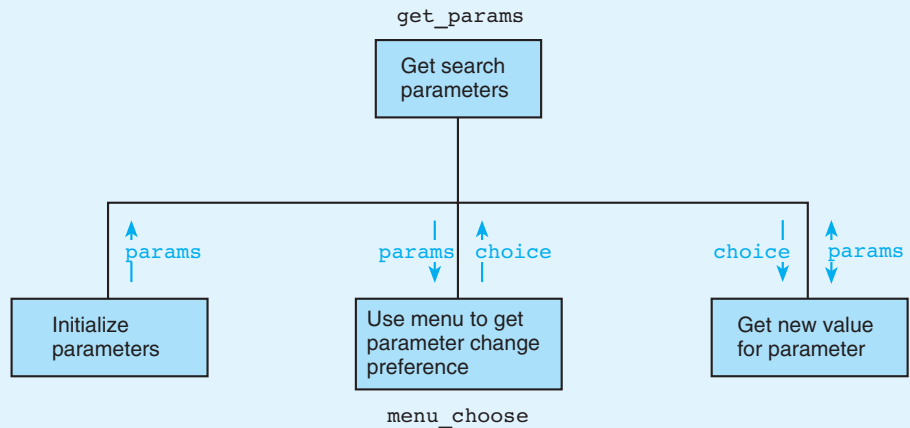 get_params
Get search
parameters
params
params
choice
choice
params
Initialize
parameters
Use menu to get
parameter change
preference
Get new value
for parameter
menu_choose